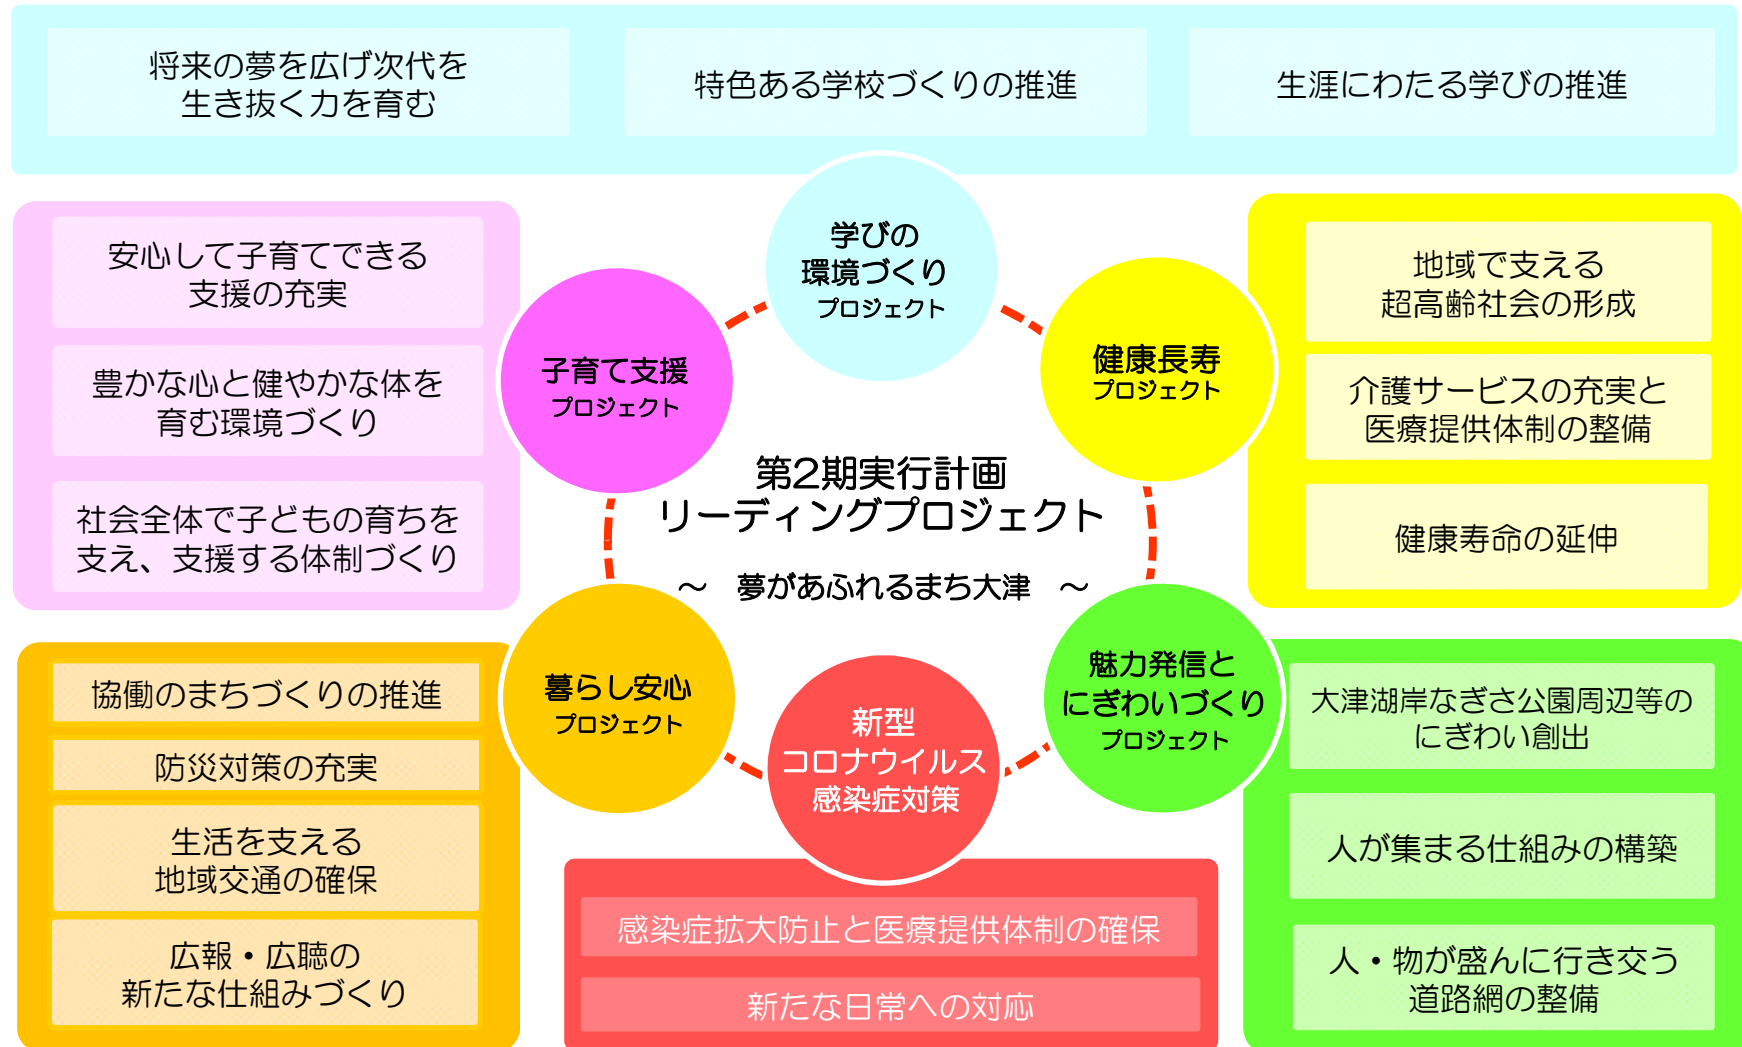 将来の夢を広げ次代を
生き抜く力を育む
特色ある学校づくりの推進
生涯にわたる学びの推進
学びの
環境づくり
プロジェクト
安心して子育てできる
支援の充実
豊かな心と健やかな体を
育む環境づくり
社会全体で子どもの育ちを
支え、支援する体制づくり
子育て支援
プロジェクト
健康長寿
プロジェクト
地域で支える
超高齢社会の形成
介護サービスの充実と
医療提供体制の整備
健康寿命の延伸
第2期実行計画
リーディングプロジェクト
～ 夢があふれるまち大津 ～
協働のまちづくりの推進
防災対策の充実
生活を支える
地域交通の確保
広報・広聴の
新たな仕組みづくり
暮らし安心
プロジェクト
新型
コロナウイルス
感染症対策
感染症拡大防止と医療提供体制の確保
新たな日常への対応
魅力発信と
にぎわいづくり
プロジェクト
大津湖岸なぎさ公園周辺等の
にぎわい創出
人が集まる仕組みの構築
人・物が盛んに行き交う
道路網の整備